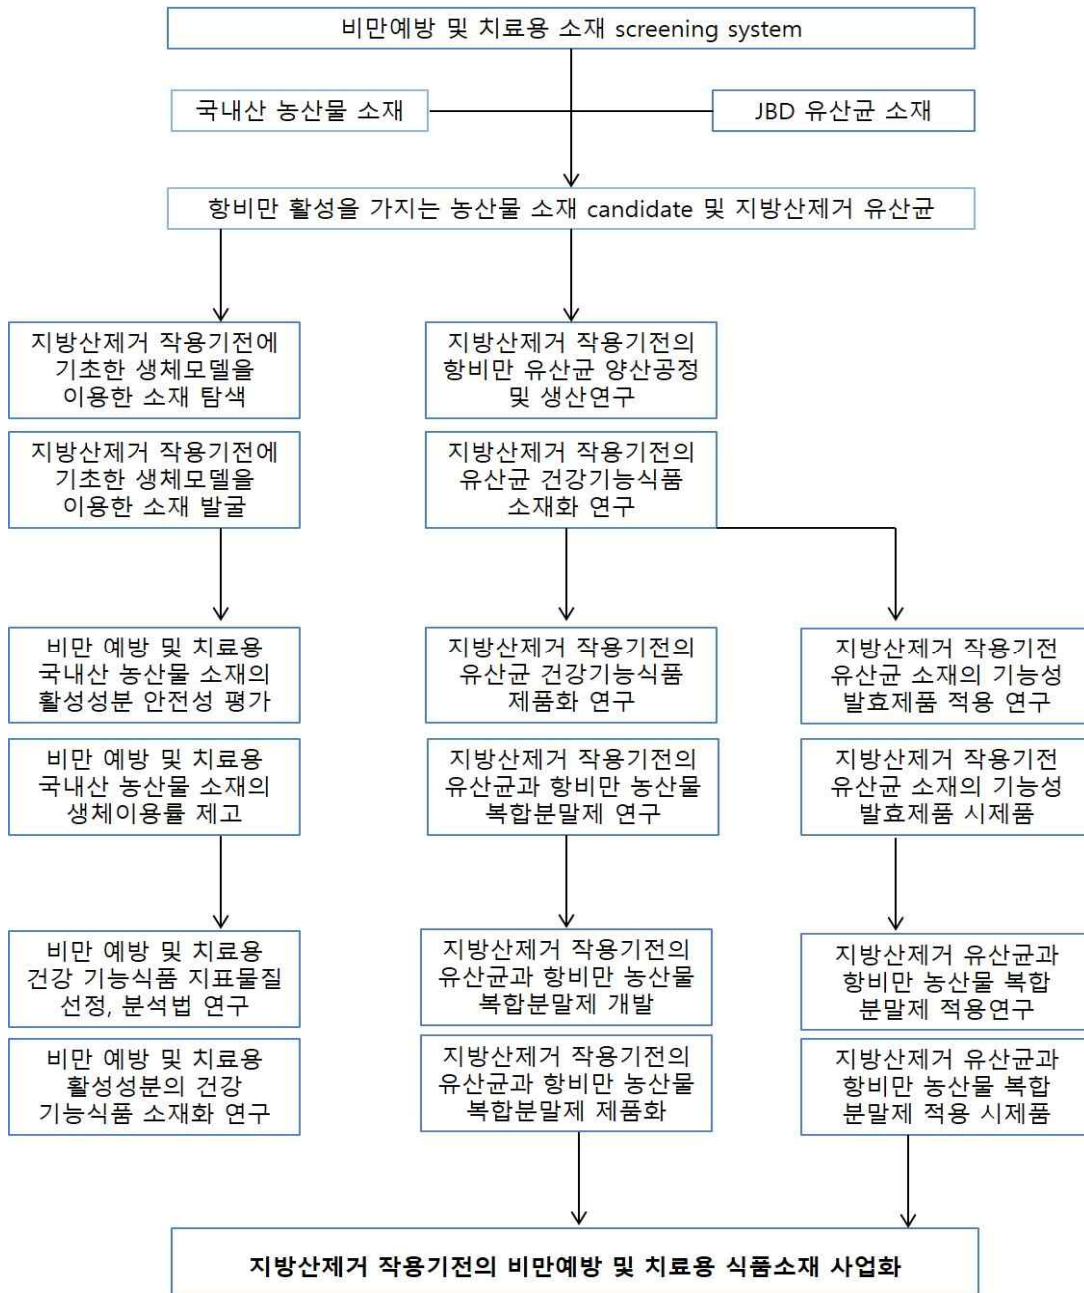 비만예방 및 치료용 소재 screening system
국내산 농산물 소재
JBD 유산균 소재
항비만 활성을 가지는 농산물 소재 candidate 및 지방산제거 유산균
지방산제거 작용기전에
기초한 생체모델을
이용한 소재 탐색
지방산제거 작용기전에
기초한 생체모델을
이용한 소재 발굴
지방산제거 작용기전의
항비만 유산균 양산공정
및 생산연구
지방산제거 작용기전의
유산균 건강기능식품
소재화 연구
비만 예방 및 치료용
국내산 농산물 소재의
활성성분 안전성 평가
비만 예방 및 치료용
국내산 농산물 소재의
생체이용률 제고
지방산제거 작용기전의
유산균 건강기능식품
제품화 연구
지방산제거 작용기전의
유산균과 항비만 농산물
복합분말제 연구
지방산제거 작용기전
유산균 소재의 기능성
발효제품 적용 연구
지방산제거 작용기전
유산균 소재의 기능성
발효제품 시제품
비만 예방 및 치료용
건강 기능식품 지표물질
선정, 분석법 연구
비만 예방 및 치료용
활성성분의 건강
기능식품 소재화 연구
지방산제거 작용기전의
유산균과 항비만 농산물
복합분말제 개발
지방산제거 작용기전의
유산균과 항비만 농산물
복합분말제 제품화
지방산제거 유산균과
항비만 농산물 복합
분말제 적용연구
지방산제거 유산균과
항비만 농산물 복합
분말제 적용 시제품
지방산제거 작용기전의 비만예방 및 치료용 식품소재 사업화